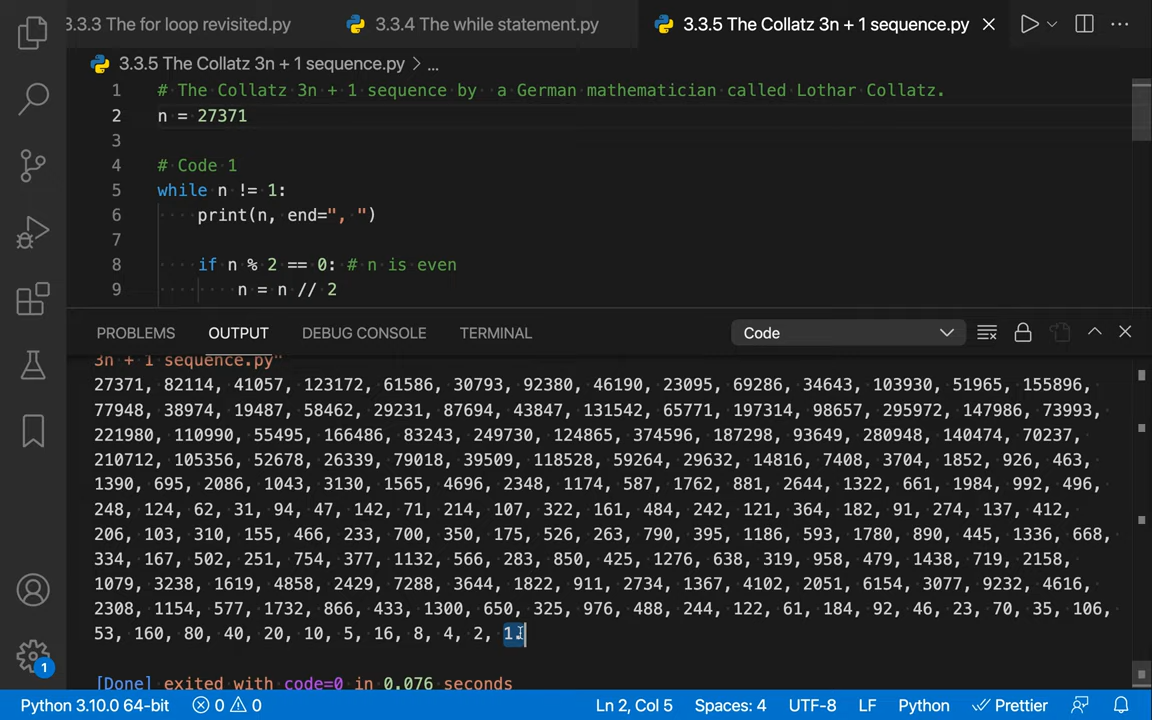 3.3.3 The for loop revisited.py
3.3.4 The while statement.py
3.3.5 The Collatz 3n + 1 sequence.py
3.3.5 The Collatz 3n + 1 sequence.py > ...
1 # The Collatz 3n + 1 sequence by a German mathematician called Lothar Collatz.
2 n = 27371
3
4 # Code 1
5 while n != 1:
6 print(n, end=", ")
7
8 if n % 2 == 0: # n is even
9 n = n // 2
PROBLEMS OUTPUT DEBUG CONSOLE TERMINAL Code
3n + 1 sequence.py"
27371, 82114, 41057, 123172, 61586, 30793, 92380, 46190, 23095, 69286, 34643, 103930, 51965, 155896,
77948, 38974, 19487, 58462, 29231, 87694, 43847, 131542, 65771, 197314, 98657, 295972, 147986, 73993,
221980, 110990, 55495, 166486, 83243, 249730, 124865, 374596, 187298, 93649, 280948, 140474, 70237,
210712, 105356, 52678, 26339, 79018, 39509, 118528, 59264, 29632, 14816, 7408, 3704, 1852, 926, 463,
1390, 695, 2086, 1043, 3130, 1565, 4696, 2348, 1174, 587, 1762, 881, 2644, 1322, 661, 1984, 992, 496,
248, 124, 62, 31, 94, 47, 142, 71, 214, 107, 322, 161, 484, 242, 121, 364, 182, 91, 274, 137, 412,
206, 103, 310, 155, 466, 233, 700, 350, 175, 526, 263, 790, 395, 1186, 593, 1780, 890, 445, 1336, 668,
334, 167, 502, 251, 754, 377, 1132, 566, 283, 850, 425, 1276, 638, 319, 958, 479, 1438, 719, 2158,
1079, 3238, 1619, 4858, 2429, 7288, 3644, 1822, 911, 2734, 1367, 4102, 2051, 6154, 3077, 9232, 4616,
2308, 1154, 577, 1732, 866, 433, 1300, 650, 325, 976, 488, 244, 122, 61, 184, 92, 46, 23, 70, 35, 106,
53, 160, 80, 40, 20, 10, 5, 16, 8, 4, 2, 1.
[Done] exited with code=0 in 0.076 seconds
1
Python 3.10.0 64-bit 0 0 Ln 2, Col 5 Spaces: 4 UTF-8 LF Python Prettier